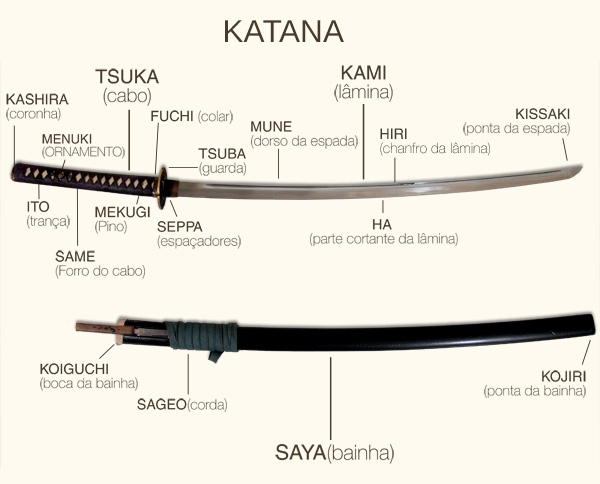 KATANA
TSUKA
(cabo)
KAMI
(lâmina)
KASHIRA
(coronha)
FUCHI (colar)
MENUKI
(ORNAMENTO)
MUNE
(dorso da espada)
HIRI
(chanfro da lâmina)
KISSAKI
(ponta da espada)
TSUBA
(guarda)
ITO
(trança)
MEKUGI
(Pino)
SEPPA
(espaçadores)
HA
(parte cortante da lâmina)
SAME
(Forro do cabo)
KOIGUCHI
(boca da bainha)
SAGEO(corda)
KOJIRI
(ponta da bainha)
SAYA(bainha)